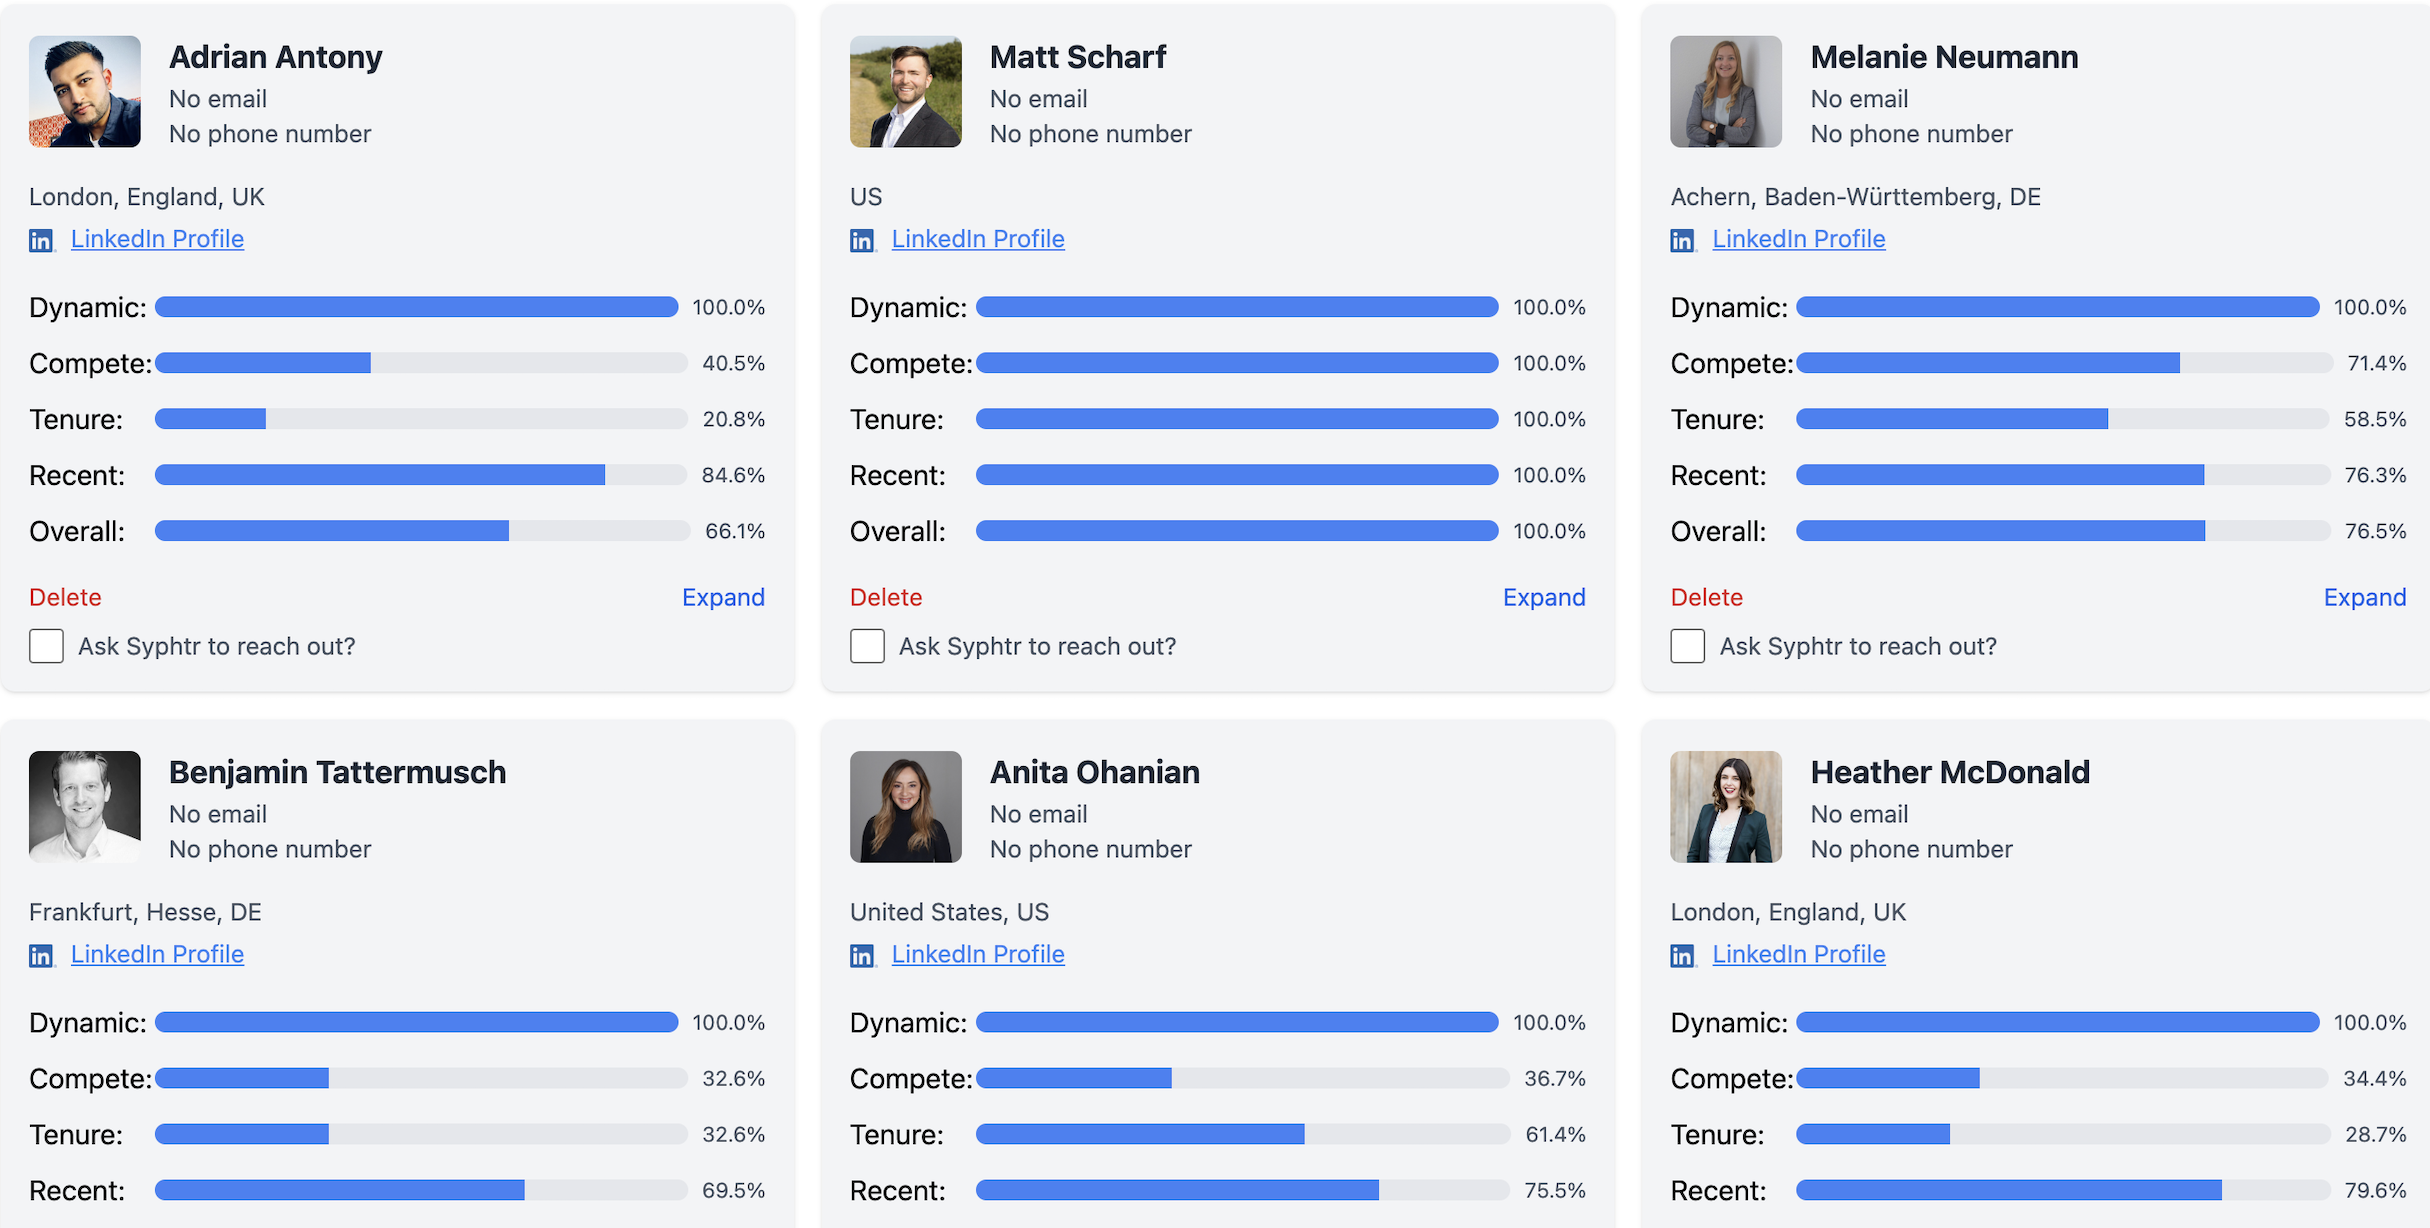 Adrian Antony
No email
No phone number
London, England, UK
in LinkedIn Profile
Dynamic: 100.0%
Compete: 40.5%
Tenure: 20.8%
Recent: 84.6%
Overall: 66.1%
Delete Expand
Ask Syphtr to reach out?
Matt Scharf
No email
No phone number
US
in LinkedIn Profile
Dynamic: 100.0%
Compete: 100.0%
Tenure: 100.0%
Recent: 100.0%
Overall: 100.0%
Delete Expand
Ask Syphtr to reach out?
Melanie Neumann
No email
No phone number
Achern, Baden-Württemberg, DE
in LinkedIn Profile
Dynamic: 100.0%
Compete: 71.4%
Tenure: 58.5%
Recent: 76.3%
Overall: 76.5%
Delete Expand
Ask Syphtr to reach out?
Benjamin Tattermusch
No email
No phone number
Frankfurt, Hesse, DE
in LinkedIn Profile
Dynamic: 100.0%
Compete: 32.6%
Tenure: 32.6%
Recent: 69.5%
Anita Ohanian
No email
No phone number
United States, US
in LinkedIn Profile
Dynamic: 100.0%
Compete: 36.7%
Tenure: 61.4%
Recent: 75.5%
Heather McDonald
No email
No phone number
London, England, UK
in LinkedIn Profile
Dynamic: 100.0%
Compete: 34.4%
Tenure: 28.7%
Recent: 79.6%